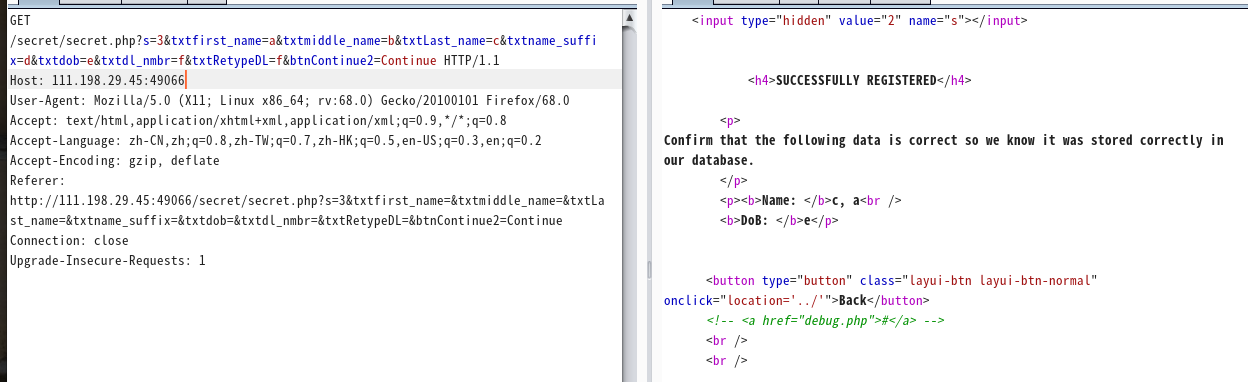 GET
/secret/secret.php?s=3&txtfirst_name=a&txtmiddle_name=b&txtLast_name=c&txtname_suffi
x=d&txtdob=e&txtdl_nmbr=f&txtRetypeDL=f&btnContinue2=Continue HTTP/1.1
Host: 111.198.29.45:49066
User-Agent: Mozilla/5.0 (X11; Linux x86_64; rv:68.0) Gecko/20100101 Firefox/68.0
Accept: text/html,application/xhtml+xml,application/xml;q=0.9,*/*;q=0.8
Accept-Language: zh-CN,zh;q=0.8,zh-TW;q=0.7,zh-HK;q=0.5,en-US;q=0.3,en;q=0.2
Accept-Encoding: gzip, deflate
Referer:
http://111.198.29.45:49066/secret/secret.php?s=3&txtfirst_name=&txtmiddle_name=&txtLa
st_name=&txtname_suffix=&txtdob=&txtdl_nmbr=&txtRetypeDL=&btnContinue2=Continue
Connection: close
Upgrade-Insecure-Requests: 1
<input type="hidden" value="2" name="s"></input>
<h4>SUCCESSFULLY REGISTERED</h4>
<p>
Confirm that the following data is correct so we know it was stored correctly in
our database.
</p>
<p><b>Name: </b>c, a<br />
<b>DoB: </b>e</p>
<button type="button" class="layui-btn layui-btn-normal"
onclick="location='../'">Back</button>
<!-- <a href="debug.php">#</a> -->
<br />
<br />